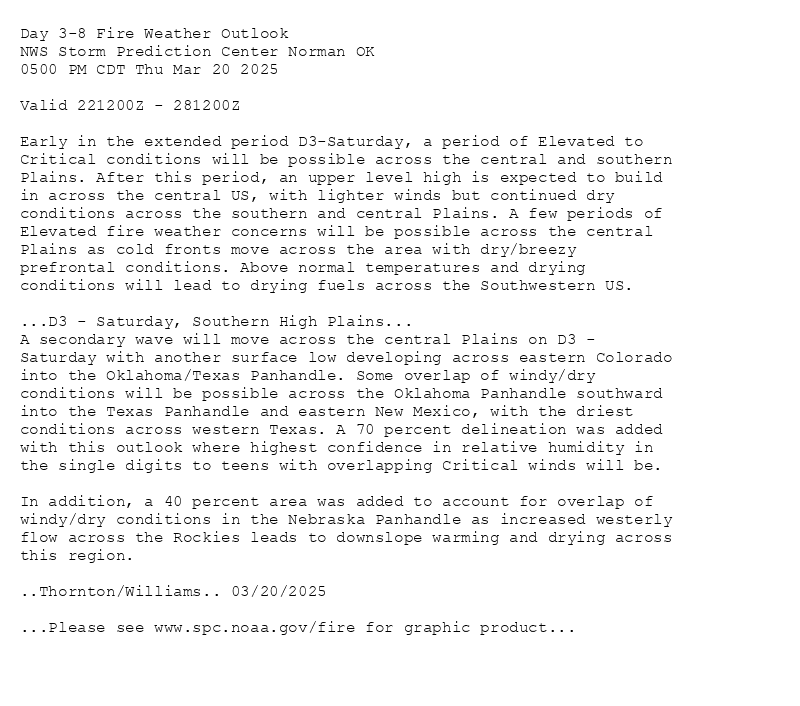 Day 3-8 Fire Weather Outlook
NWS Storm Prediction Center Norman OK
0500 PM CDT Thu Mar 20 2025

Valid 221200Z - 281200Z

Early in the extended period D3-Saturday, a period of Elevated to
Critical conditions will be possible across the central and southern
Plains. After this period, an upper level high is expected to build
in across the central US, with lighter winds but continued dry
conditions across the southern and central Plains. A few periods of
Elevated fire weather concerns will be possible across the central
Plains as cold fronts move across the area with dry/breezy
prefrontal conditions. Above normal temperatures and drying
conditions will lead to drying fuels across the Southwestern US.

...D3 - Saturday, Southern High Plains...
A secondary wave will move across the central Plains on D3 -
Saturday with another surface low developing across eastern Colorado
into the Oklahoma/Texas Panhandle. Some overlap of windy/dry
conditions will be possible across the Oklahoma Panhandle southward
into the Texas Panhandle and eastern New Mexico, with the driest
conditions across western Texas. A 70 percent delineation was added
with this outlook where highest confidence in relative humidity in
the single digits to teens with overlapping Critical winds will be.

In addition, a 40 percent area was added to account for overlap of
windy/dry conditions in the Nebraska Panhandle as increased westerly
flow across the Rockies leads to downslope warming and drying across
this region.

..Thornton/Williams.. 03/20/2025

...Please see www.spc.noaa.gov/fire for graphic product...